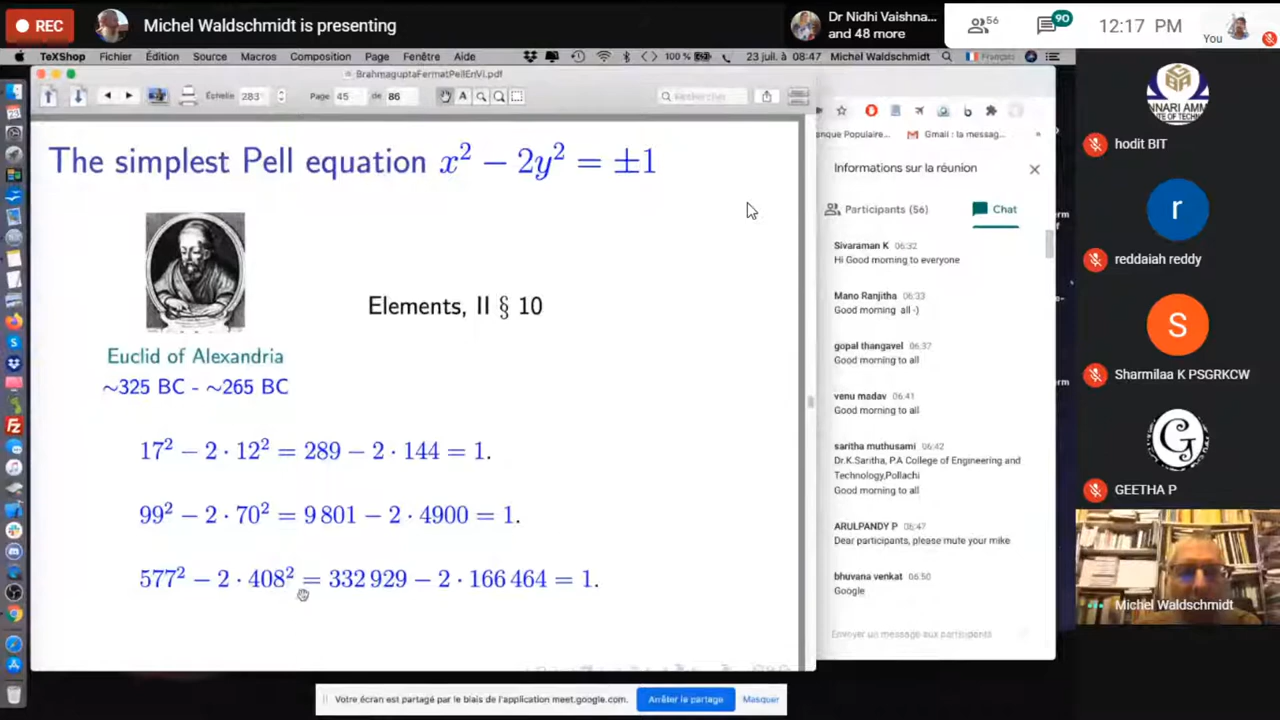 REC
Michel Waldschmidt is presenting
Dr Nidhi Vaishna...
and 48 more
56
90
12:17 PM
You
TeXShop Fichier Édition Source Macros Composition Page Fenêtre Aide
100 %
23 juil. à 08:47 Michel Waldschmidt
Français
BrahmaguptaFermatPellEnVi.pdf
Échelle 283
Page 45 de 86
A
Rechercher
The simplest Pell equation x² − 2y² = ±1
Elements, II § 10
Euclid of Alexandria
~325 BC - ~265 BC
17² − 2 · 12² = 289 − 2 · 144 = 1.
99² − 2 · 70² = 9 801 − 2 · 4900 = 1.
577² − 2 · 408² = 332 929 − 2 · 166 464 = 1.
anque Populaire...
Gmail : la messag...
»
Informations sur la réunion
Participants (56)
Chat
Sivaraman K 06:32
Hi Good morning to everyone
Mano Ranjitha 06:33
Good morning all -)
gopal thangavel 06:37
Good morning to all
venu madav 06:41
Good morning to all
saritha muthusami 06:42
Dr.K.Saritha, P.A College of Engineering and
Technology,Pollachi
Good morning to all
ARULPANDY P 06:47
Dear participants, please mute your mike
bhuvana venkat 06:50
Google
Envoyer un message aux participants
NNARI AMM
hodit BIT
r
reddaiah reddy
S
Sharmilaa K PSGRKCW
G
GEETHA P
Michel Waldschmidt
Votre écran est partagé par le biais de l'application meet.google.com.
Arrêter le partage
Masquer